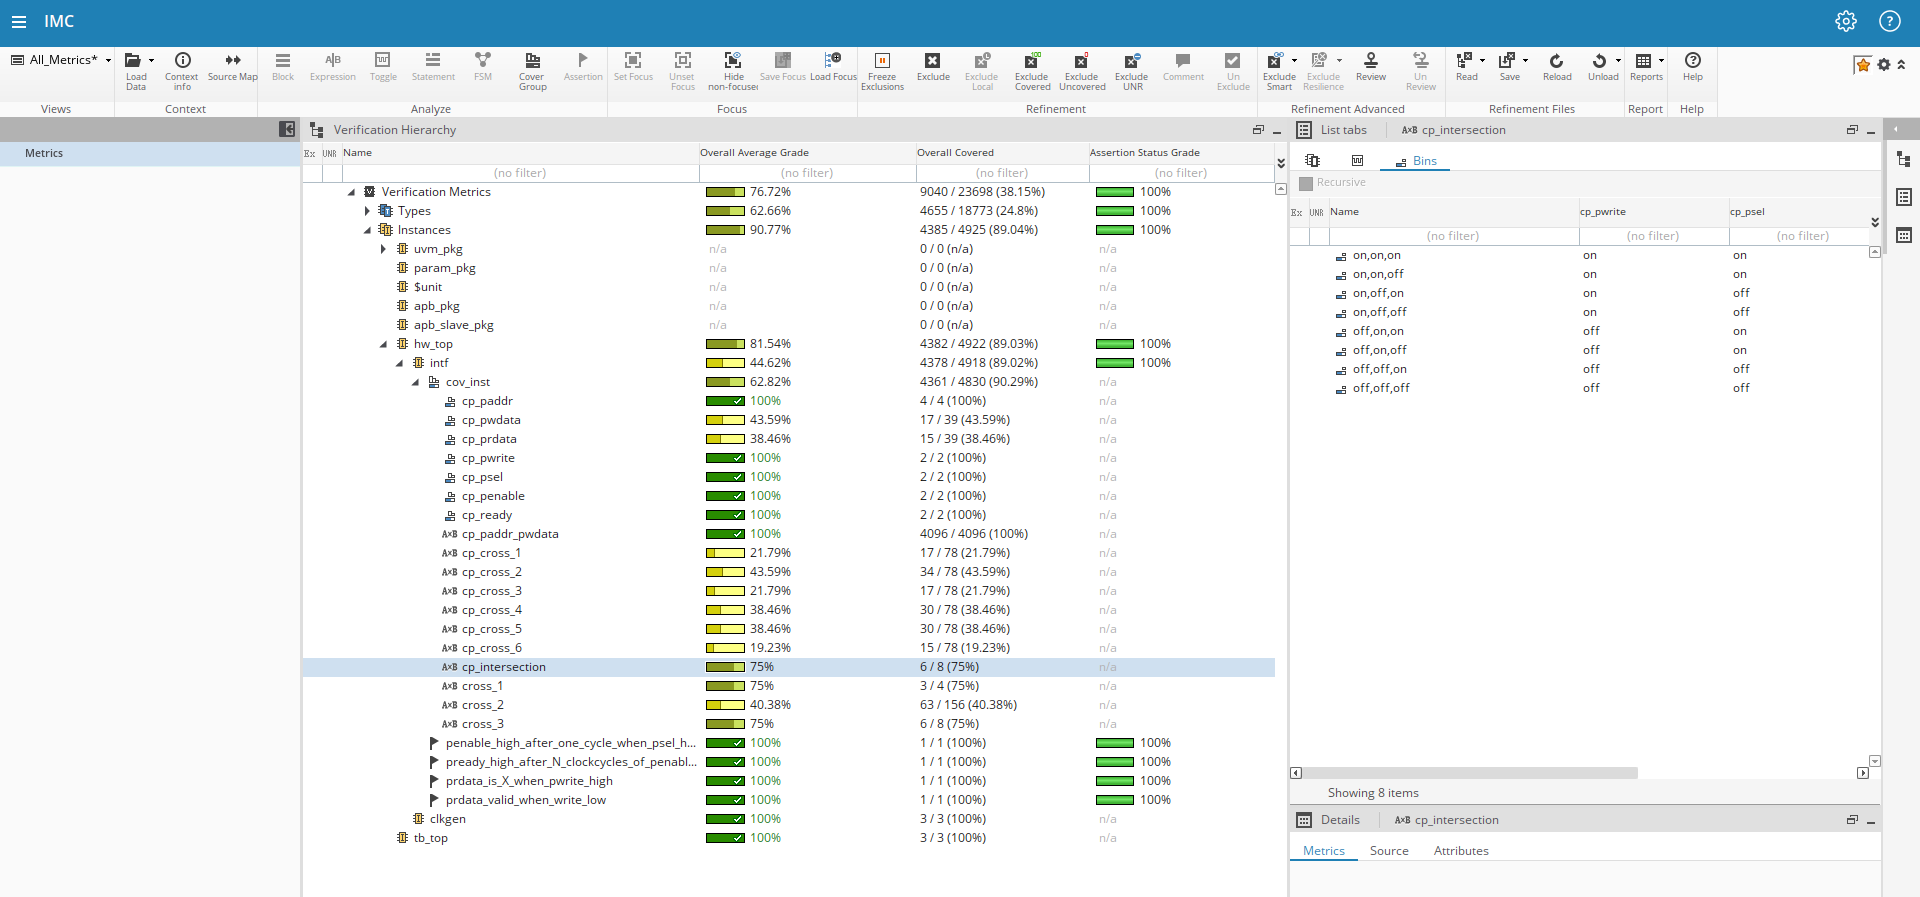 IMC
All_Metrics*
Load Data
Context info
Source Map
Block
Expression
Toggle
Statement
FSM
Cover Group
Assertion
Set Focus
Unset Focus
Hide non-focused
Save Focus
Load Focus
Freeze Exclusions
Exclude
Exclude Local
Exclude Covered
Exclude Uncovered
Exclude UNR
Comment
Un Exclude
Exclude Smart
Exclude Resilience
Review
Un Review
Read
Save
Reload
Unload
Reports
Help
Views Context Analyze Focus Refinement Refinement Advanced Refinement Files Report Help
Metrics
Verification Hierarchy
Ex UNR Name Overall Average Grade Overall Covered Assertion Status Grade
(no filter) (no filter) (no filter) (no filter)
Verification Metrics 76.72% 9040 / 23698 (38.15%) 100%
Types 62.66% 4655 / 18773 (24.8%) 100%
Instances 90.77% 4385 / 4925 (89.04%) 100%
uvm_pkg n/a 0 / 0 (n/a)
param_pkg n/a 0 / 0 (n/a)
$unit n/a 0 / 0 (n/a)
apb_pkg n/a 0 / 0 (n/a)
apb_slave_pkg n/a 0 / 0 (n/a)
hw_top 81.54% 4382 / 4922 (89.03%) 100%
intf 44.62% 4378 / 4918 (89.02%) 100%
cov_inst 62.82% 4361 / 4830 (90.29%) n/a
cp_paddr 100% 4 / 4 (100%) n/a
cp_pwdata 43.59% 17 / 39 (43.59%) n/a
cp_prdata 38.46% 15 / 39 (38.46%) n/a
cp_pwrite 100% 2 / 2 (100%) n/a
cp_psel 100% 2 / 2 (100%) n/a
cp_penable 100% 2 / 2 (100%) n/a
cp_ready 100% 2 / 2 (100%) n/a
A×B cp_paddr_pwdata 100% 4096 / 4096 (100%) n/a
A×B cp_cross_1 21.79% 17 / 78 (21.79%) n/a
A×B cp_cross_2 43.59% 34 / 78 (43.59%) n/a
A×B cp_cross_3 21.79% 17 / 78 (21.79%) n/a
A×B cp_cross_4 38.46% 30 / 78 (38.46%) n/a
A×B cp_cross_5 38.46% 30 / 78 (38.46%) n/a
A×B cp_cross_6 19.23% 15 / 78 (19.23%) n/a
A×B cp_intersection 75% 6 / 8 (75%) n/a
A×B cross_1 75% 3 / 4 (75%) n/a
A×B cross_2 40.38% 63 / 156 (40.38%) n/a
A×B cross_3 75% 6 / 8 (75%) n/a
penable_high_after_one_cycle_when_psel_h... 100% 1 / 1 (100%) 100%
pready_high_after_N_clockcycles_of_penabl... 100% 1 / 1 (100%) 100%
prdata_is_X_when_pwrite_high 100% 1 / 1 (100%) 100%
prdata_valid_when_write_low 100% 1 / 1 (100%) 100%
clkgen 100% 3 / 3 (100%) n/a
tb_top 100% 3 / 3 (100%) n/a
List tabs A×B cp_intersection
Bins
Recursive
Ex UNR Name cp_pwrite cp_psel
(no filter) (no filter) (no filter)
on,on,on on on
on,on,off on on
on,off,on on off
on,off,off on off
off,on,on off on
off,on,off off on
off,off,on off off
off,off,off off off
Showing 8 items
Details A×B cp_intersection
Metrics Source Attributes